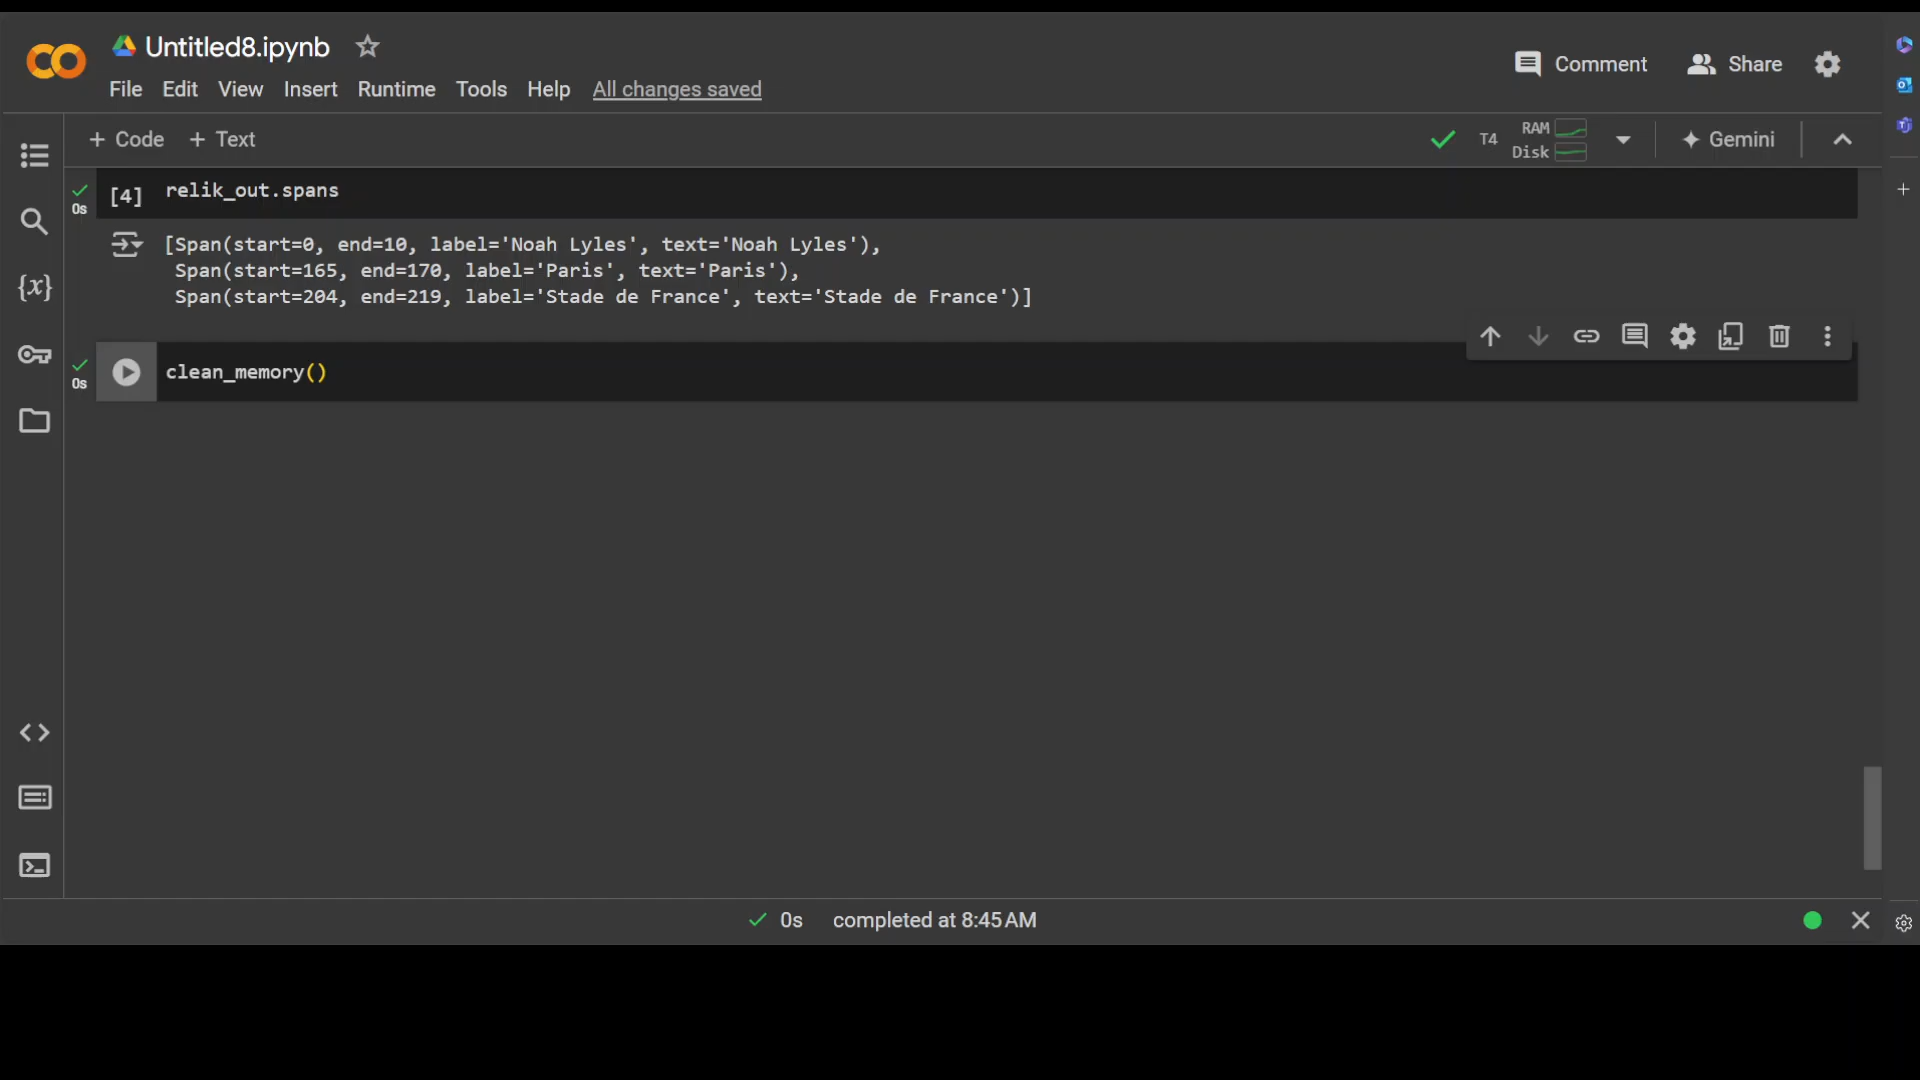 Untitled8.ipynb
File Edit View Insert Runtime Tools Help All changes saved
Comment Share
+ Code + Text
T4 RAM Disk Gemini
0s [4] relik_out.spans
[Span(start=0, end=10, label='Noah Lyles', text='Noah Lyles'),
Span(start=165, end=170, label='Paris', text='Paris'),
Span(start=204, end=219, label='Stade de France', text='Stade de France')]
0s clean_memory()
{x}
0s completed at 8:45 AM